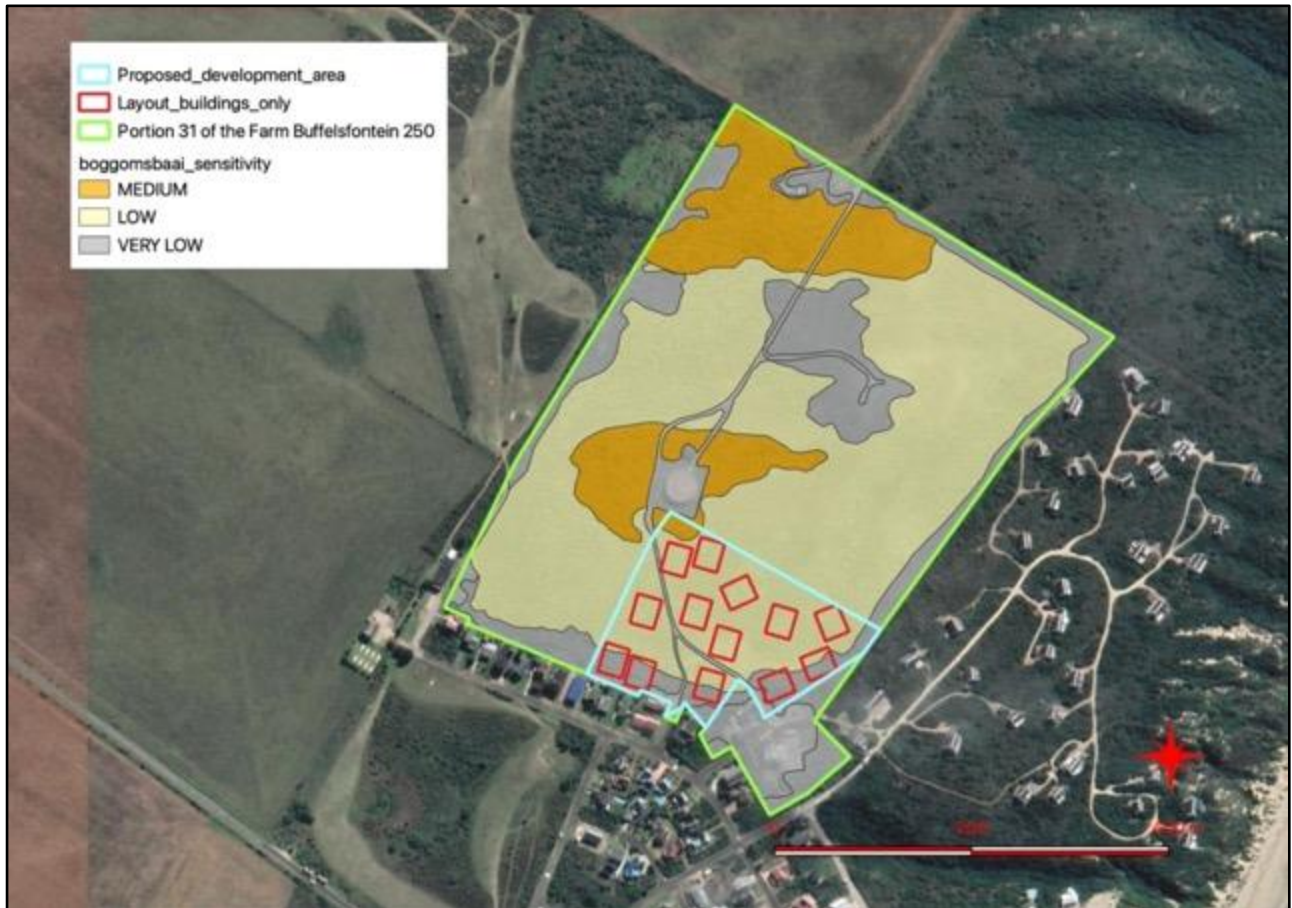 Proposed_development_area
Layout_buildings_only
Portion 31 of the Farm Buffelsfontein 250
boggomsbaai_sensitivity
MEDIUM
LOW
VERY LOW